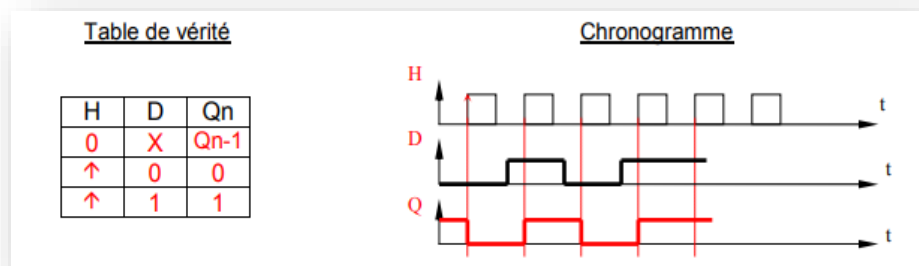 Table de vérité
Chronogramme
H D Qn
0 X Qn-1
↑ 0 0
↑ 1 1
H
t
D
t
Q
t